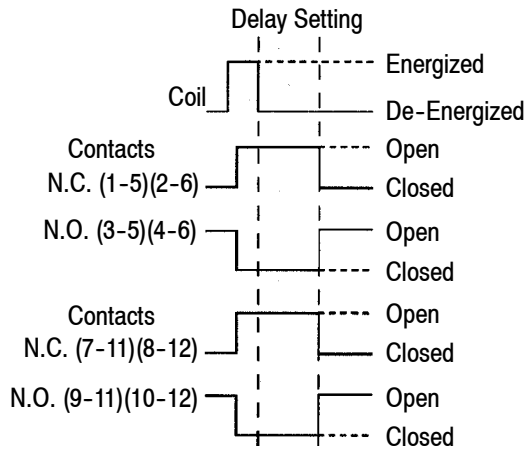 Delay Setting
Energized
Coil
De-Energized
Contacts
Open
N.C. (1-5)(2-6)
Closed
N.O. (3-5)(4-6)
Open
Closed
Contacts
Open
N.C. (7-11)(8-12)
Closed
N.O. (9-11)(10-12)
Open
Closed